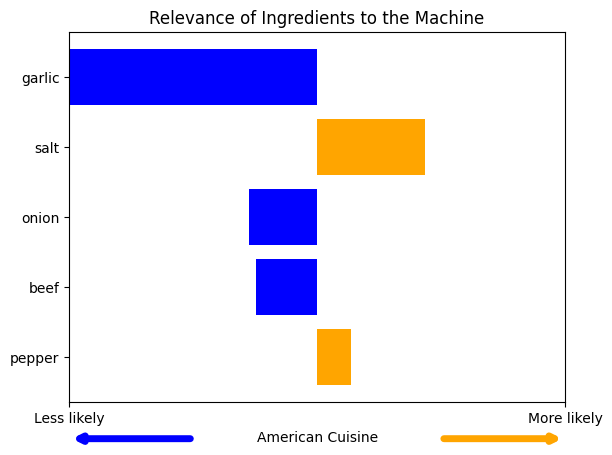 Relevance of Ingredients to the Machine
garlic
salt
onion
beef
pepper
Less likely
More likely
American Cuisine